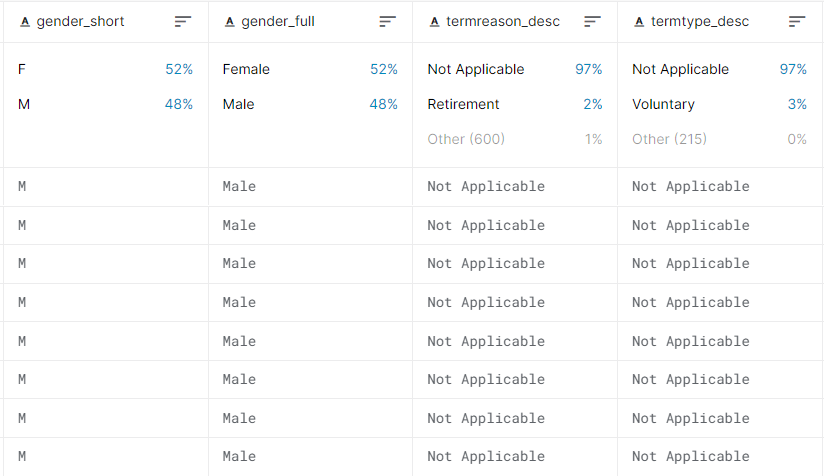 A gender_short A gender_full A termreason_desc A termtype_desc
F 52% Female 52% Not Applicable 97% Not Applicable 97%
M 48% Male 48% Retirement 2% Voluntary 3%
Other (600) 1% Other (215) 0%
M Male Not Applicable Not Applicable
M Male Not Applicable Not Applicable
M Male Not Applicable Not Applicable
M Male Not Applicable Not Applicable
M Male Not Applicable Not Applicable
M Male Not Applicable Not Applicable
M Male Not Applicable Not Applicable
M Male Not Applicable Not Applicable